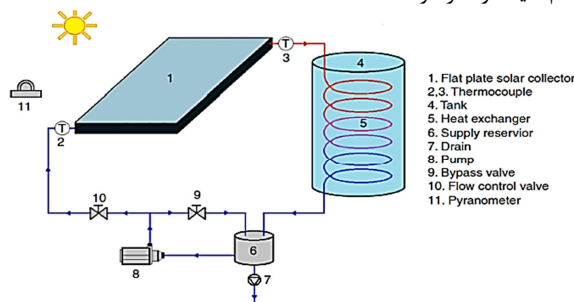 1
T
3
4
5
11
T
2
10
9
8
6
7
1. Flat plate solar collector
2,3. Thermocouple
4. Tank
5. Heat exchanger
6. Supply reservior
7. Drain
8. Pump
9. Bypass valve
10. Flow control valve
11. Pyranometer